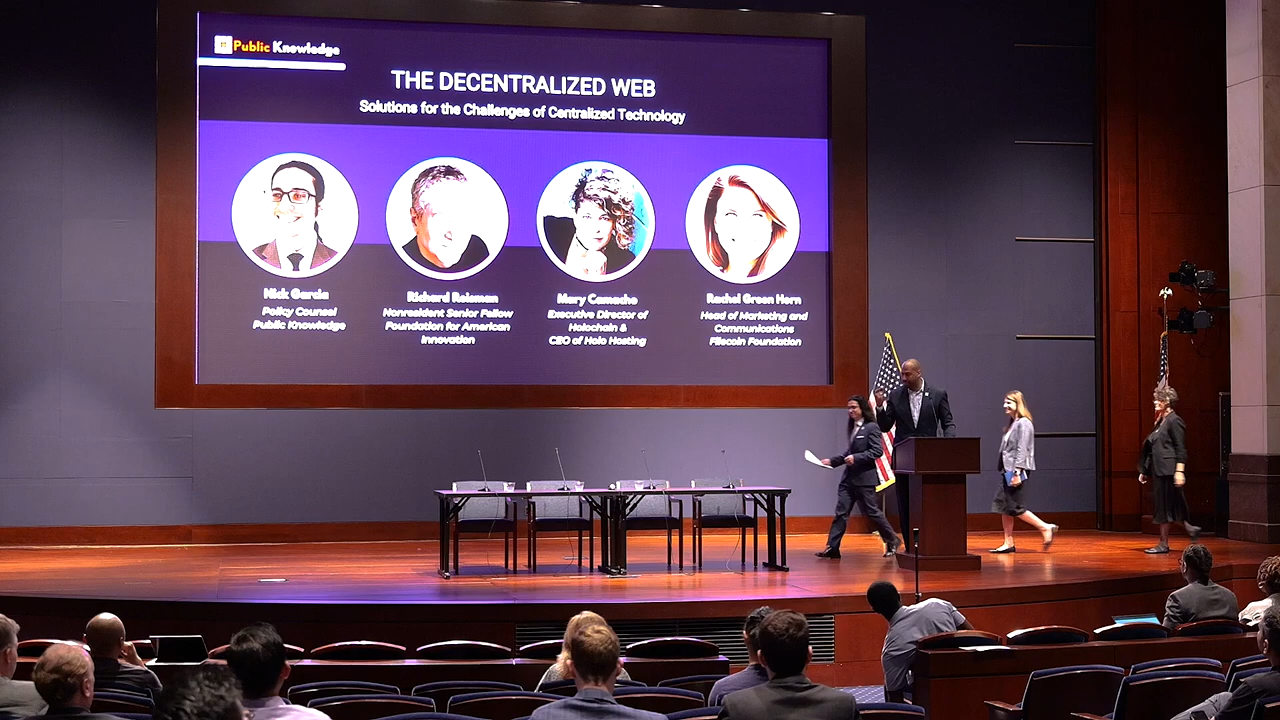 Public Knowledge
THE DECENTRALIZED WEB
Solutions for the Challenges of Centralized Technology
Nick Garcia
Policy Counsel
Public Knowledge
Richard Reisman
Nonresident Senior Fellow
Foundation for American
Innovation
Mary Camacho
Executive Director of
Holochain &
CEO of Holo Hosting
Rachel Green Horn
Head of Marketing and
Communications
Filecoin Foundation